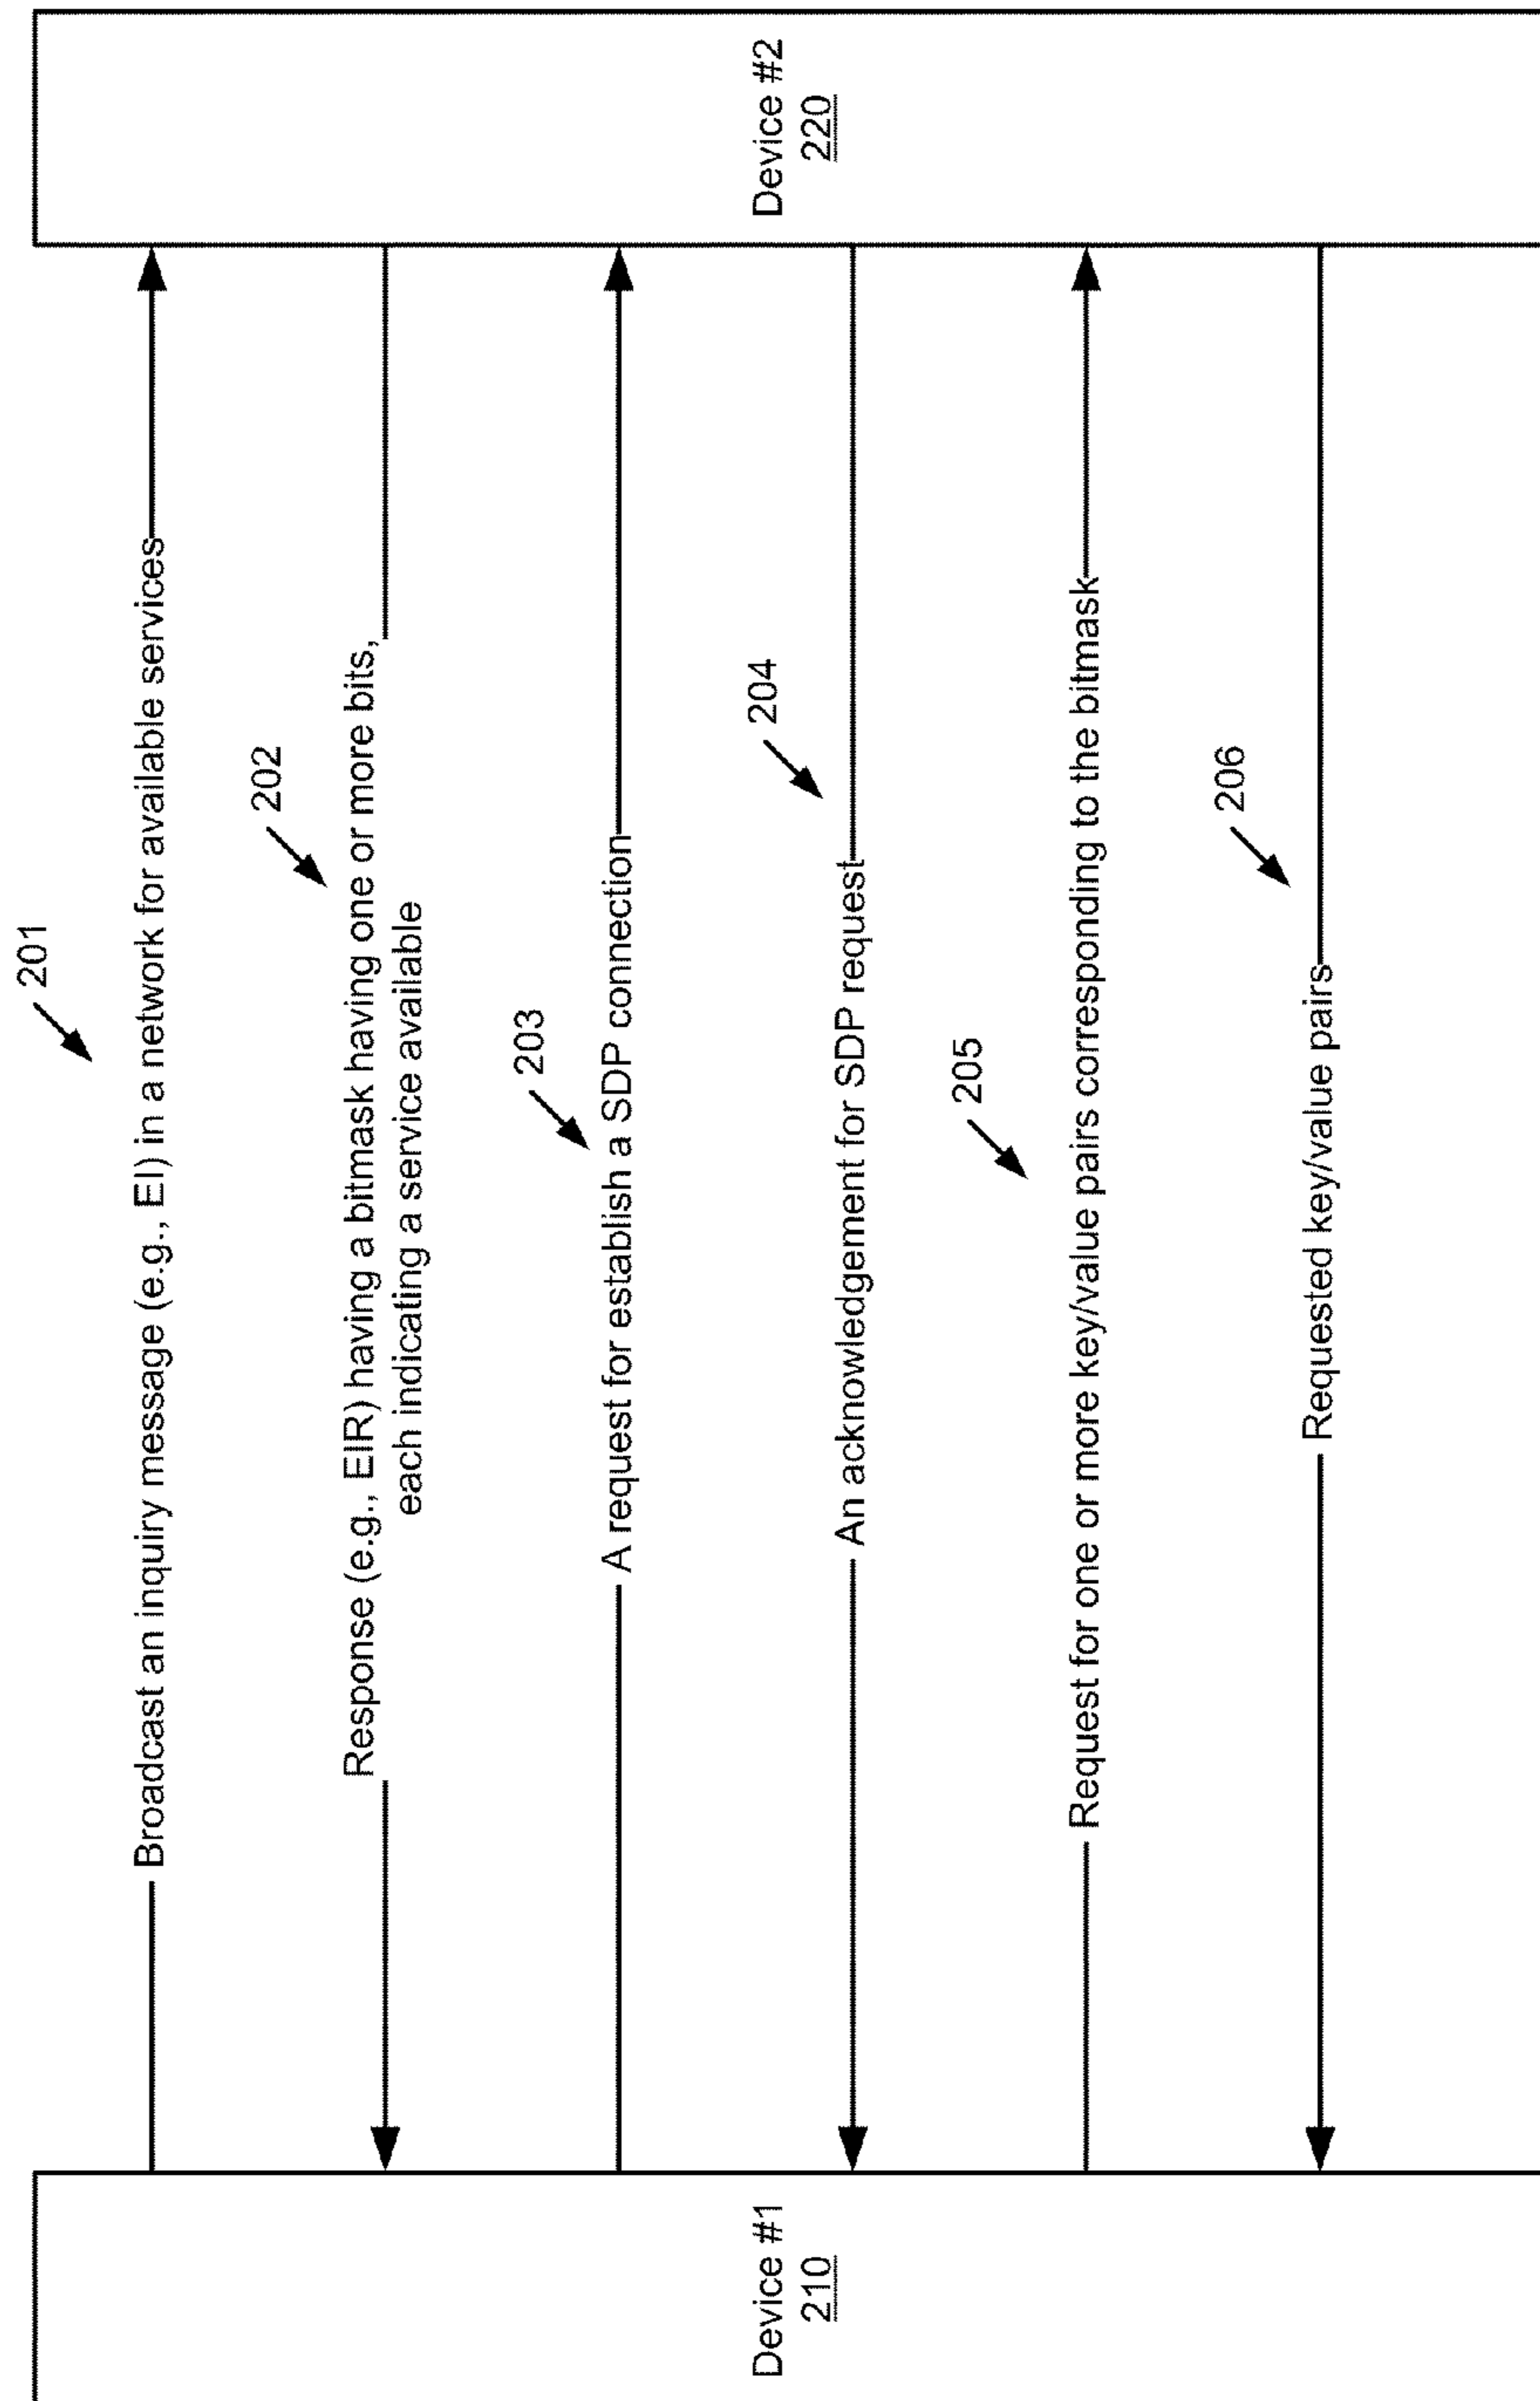 201
Broadcast an inquiry message (e.g., EI) in a network for available services
202
Response (e.g., EIR) having a bitmask having one or more bits,
each indicating a service available
203
A request for establish a SDP connection
Device #1
210
Device #2
220
204
An acknowledgement for SDP request
205
Request for one or more key/value pairs corresponding to the bitmask
206
Requested key/value pairs